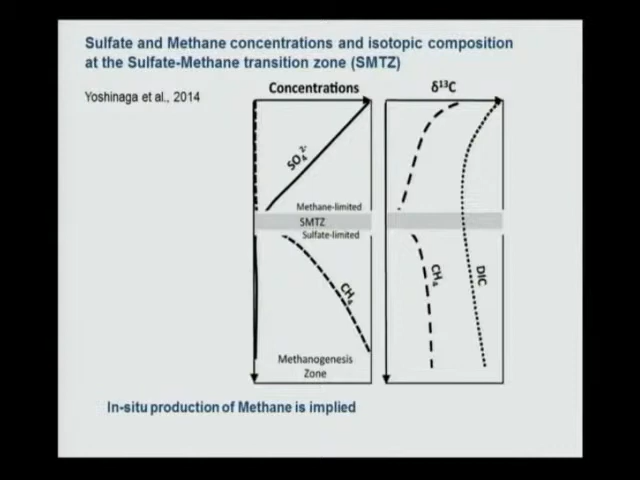 Sulfate and Methane concentrations and isotopic composition
at the Sulfate-Methane transition zone (SMTZ)
Yoshinaga et al., 2014
Concentrations
δ¹³C
SO₄²⁻
Methane-limited
SMTZ
Sulfate-limited
CH₄
CH₄
DIC
Methanogenesis
Zone
In-situ production of Methane is implied